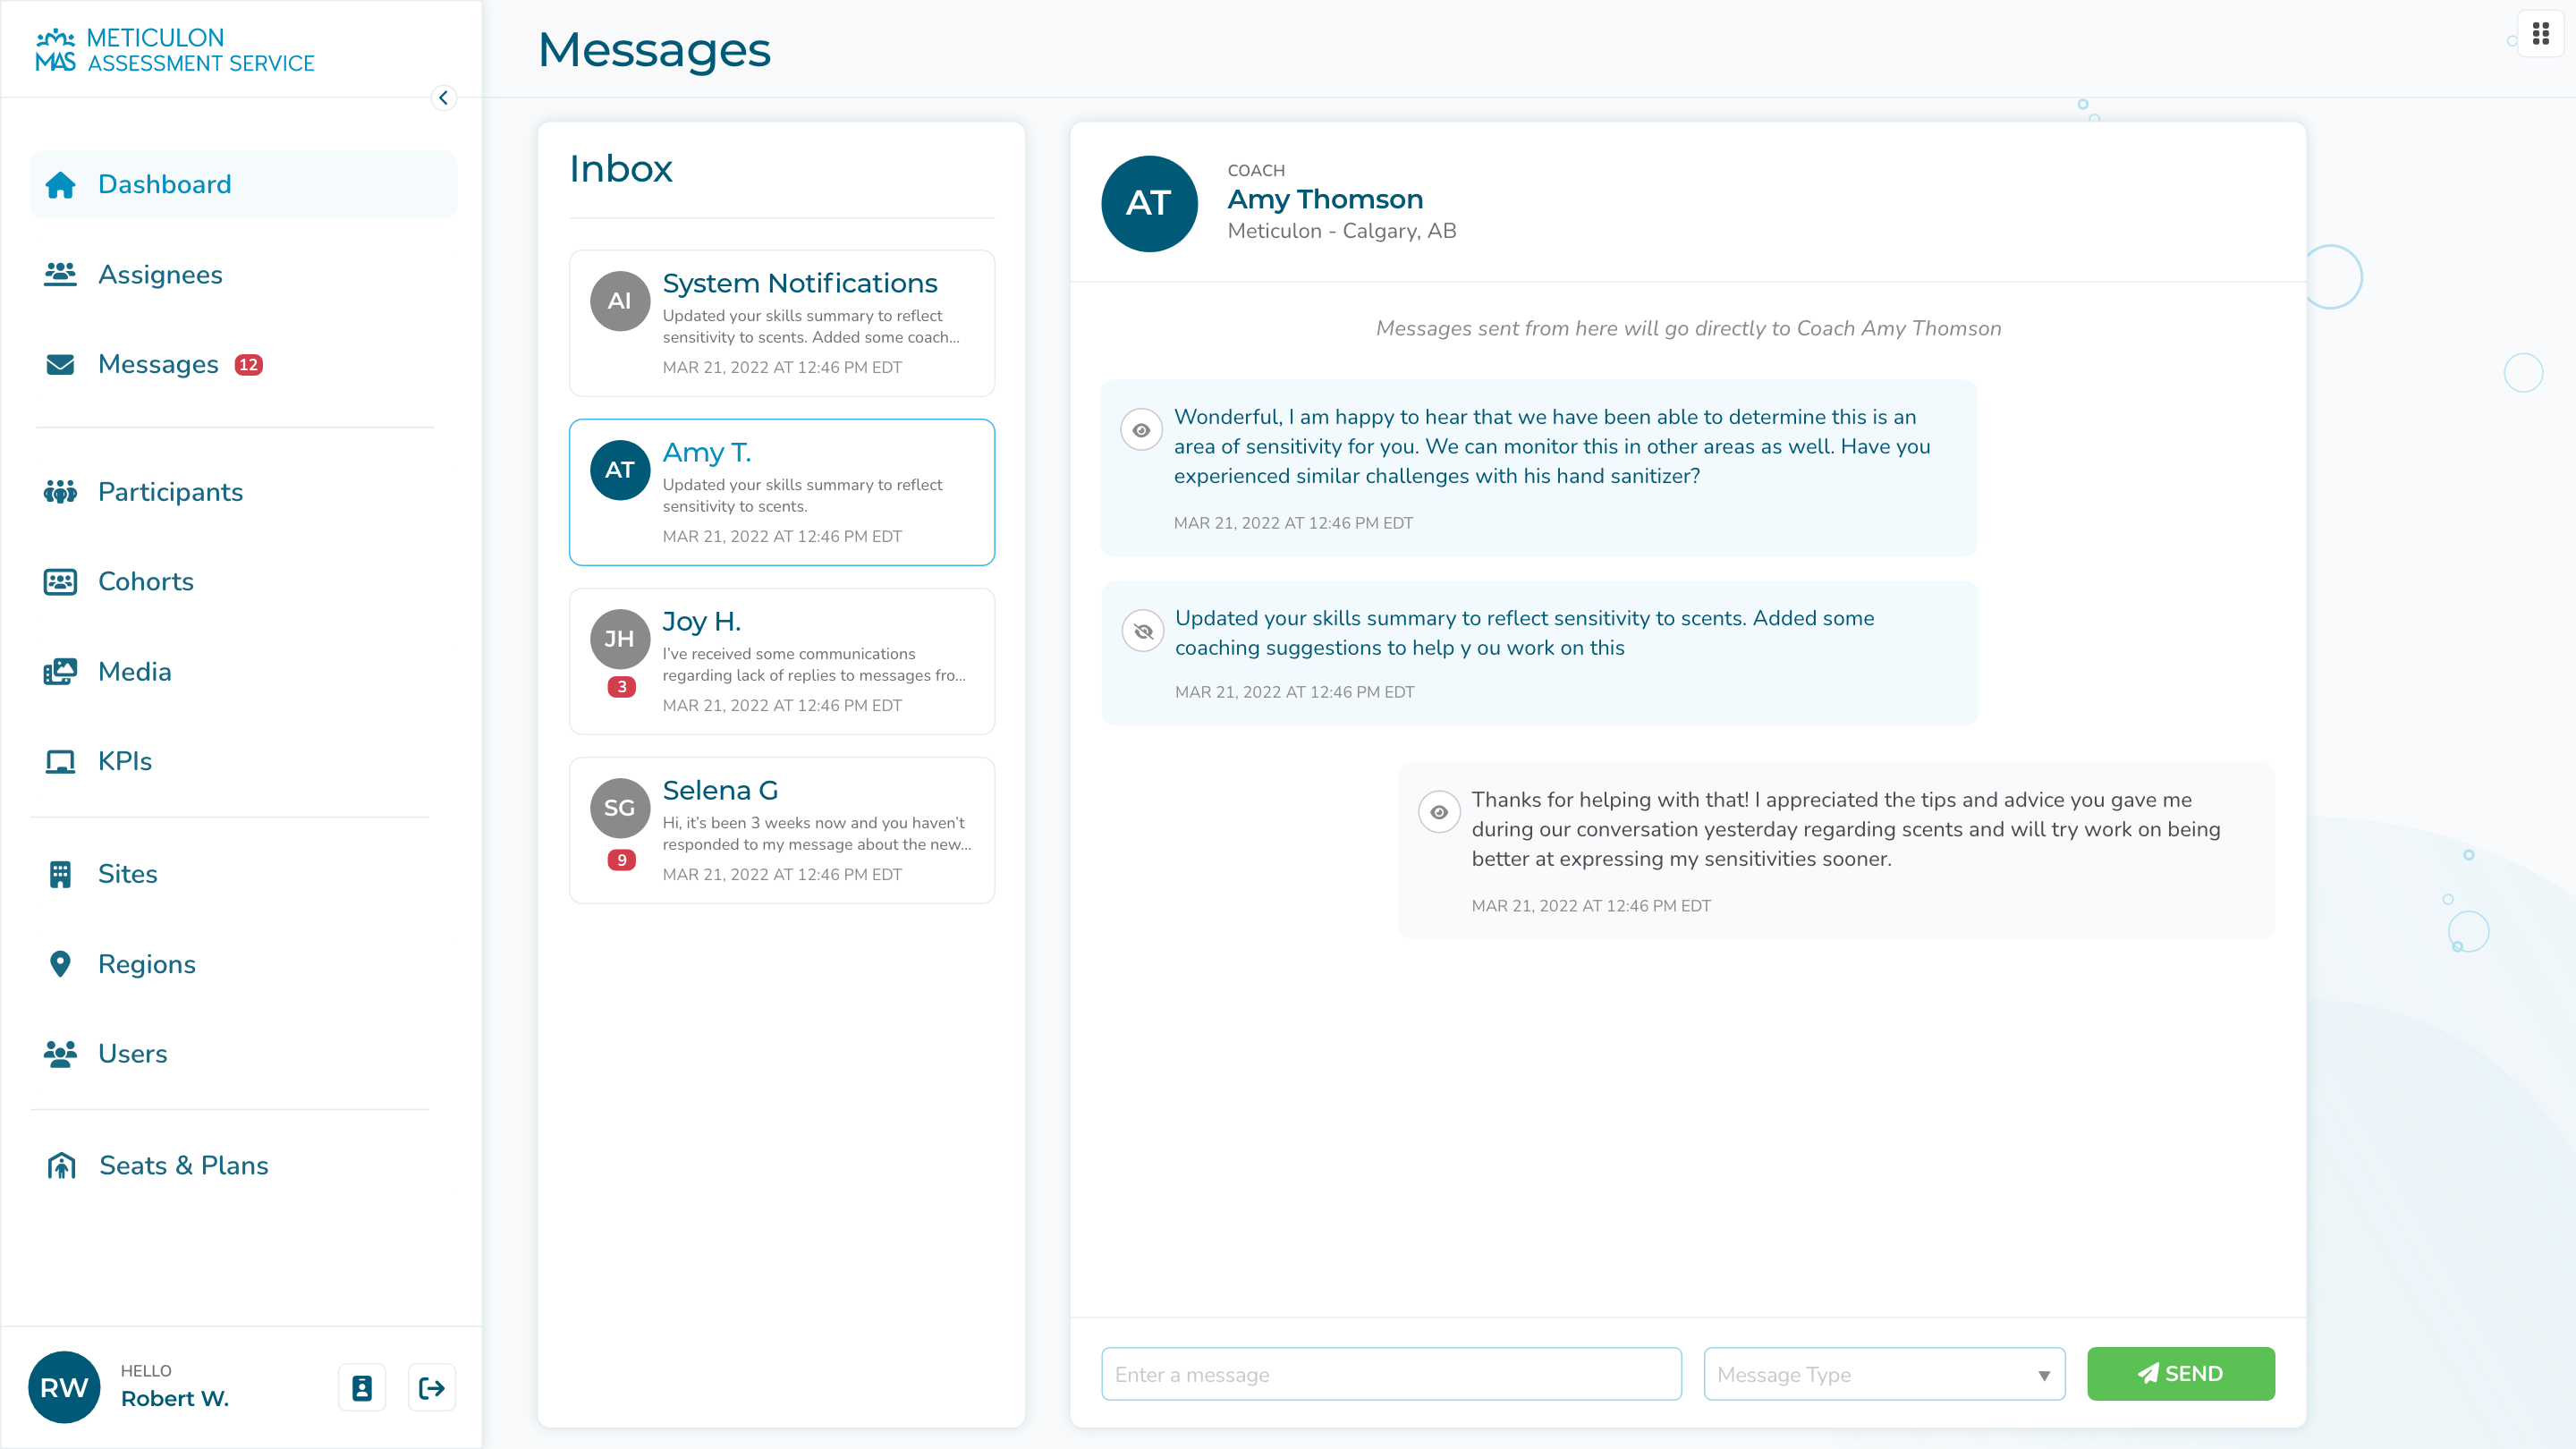 METICULON
MAS ASSESSMENT SERVICE
Dashboard
Assignees
Messages 12
Participants
Cohorts
Media
KPIs
Sites
Regions
Users
Seats & Plans
RW
HELLO
Robert W.
Messages
Inbox
AI
System Notifications
Updated your skills summary to reflect
sensitivity to scents. Added some coach...
MAR 21, 2022 AT 12:46 PM EDT
AT
Amy T.
Updated your skills summary to reflect
sensitivity to scents.
MAR 21, 2022 AT 12:46 PM EDT
JH
3
Joy H.
I’ve received some communications
regarding lack of replies to messages fro...
MAR 21, 2022 AT 12:46 PM EDT
SG
9
Selena G
Hi, it’s been 3 weeks now and you haven’t
responded to my message about the new...
MAR 21, 2022 AT 12:46 PM EDT
AT
COACH
Amy Thomson
Meticulon - Calgary, AB
Messages sent from here will go directly to Coach Amy Thomson
Wonderful, I am happy to hear that we have been able to determine this is an
area of sensitivity for you. We can monitor this in other areas as well. Have you
experienced similar challenges with his hand sanitizer?
MAR 21, 2022 AT 12:46 PM EDT
Updated your skills summary to reflect sensitivity to scents. Added some
coaching suggestions to help y ou work on this
MAR 21, 2022 AT 12:46 PM EDT
Thanks for helping with that! I appreciated the tips and advice you gave me
during our conversation yesterday regarding scents and will try work on being
better at expressing my sensitivities sooner.
MAR 21, 2022 AT 12:46 PM EDT
Enter a message
Message Type
SEND